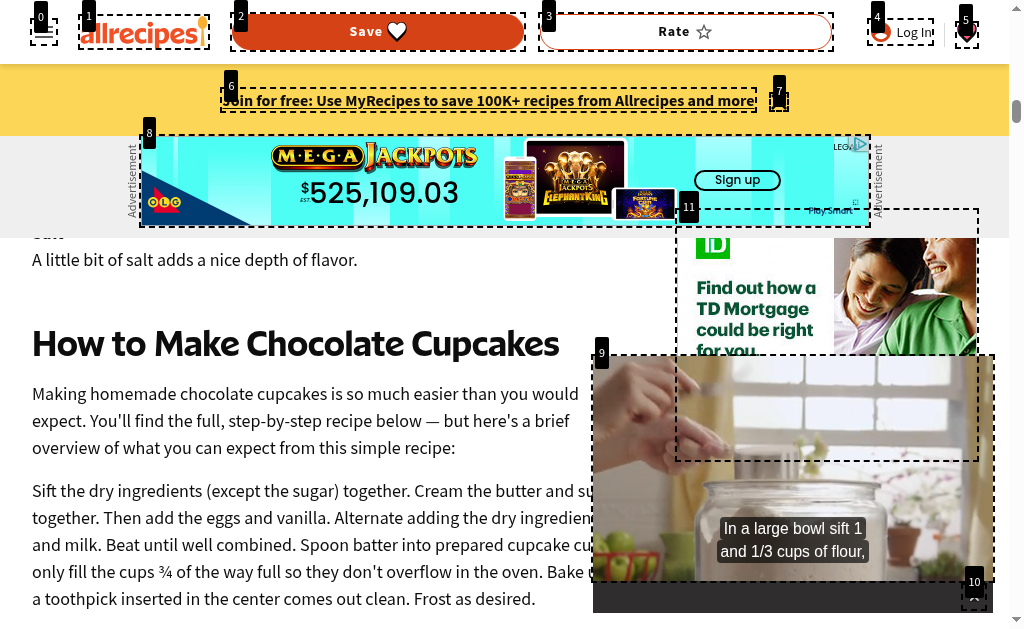 0
1
2
3
4
5
allrecipes
Save
Rate
Log In
6
7
Join for free: Use MyRecipes to save 100K+ recipes from Allrecipes and more
8
Advertisement
MEGA JACKPOTS
EST. $525,109.03
OLG
MEGA JACKPOTS
ELEPHANT KING
Sign up
Play Smart
Advertisement
11
A little bit of salt adds a nice depth of flavor.
TD
Find out how a
TD Mortgage
could be right
for you.
How to Make Chocolate Cupcakes
9
Making homemade chocolate cupcakes is so much easier than you would
expect. You'll find the full, step-by-step recipe below — but here's a brief
overview of what you can expect from this simple recipe:
Sift the dry ingredients (except the sugar) together. Cream the butter and su
together. Then add the eggs and vanilla. Alternate adding the dry ingredien
and milk. Beat until well combined. Spoon batter into prepared cupcake cu
only fill the cups ¾ of the way full so they don't overflow in the oven. Bake
a toothpick inserted in the center comes out clean. Frost as desired.
In a large bowl sift 1
and 1/3 cups of flour,
10